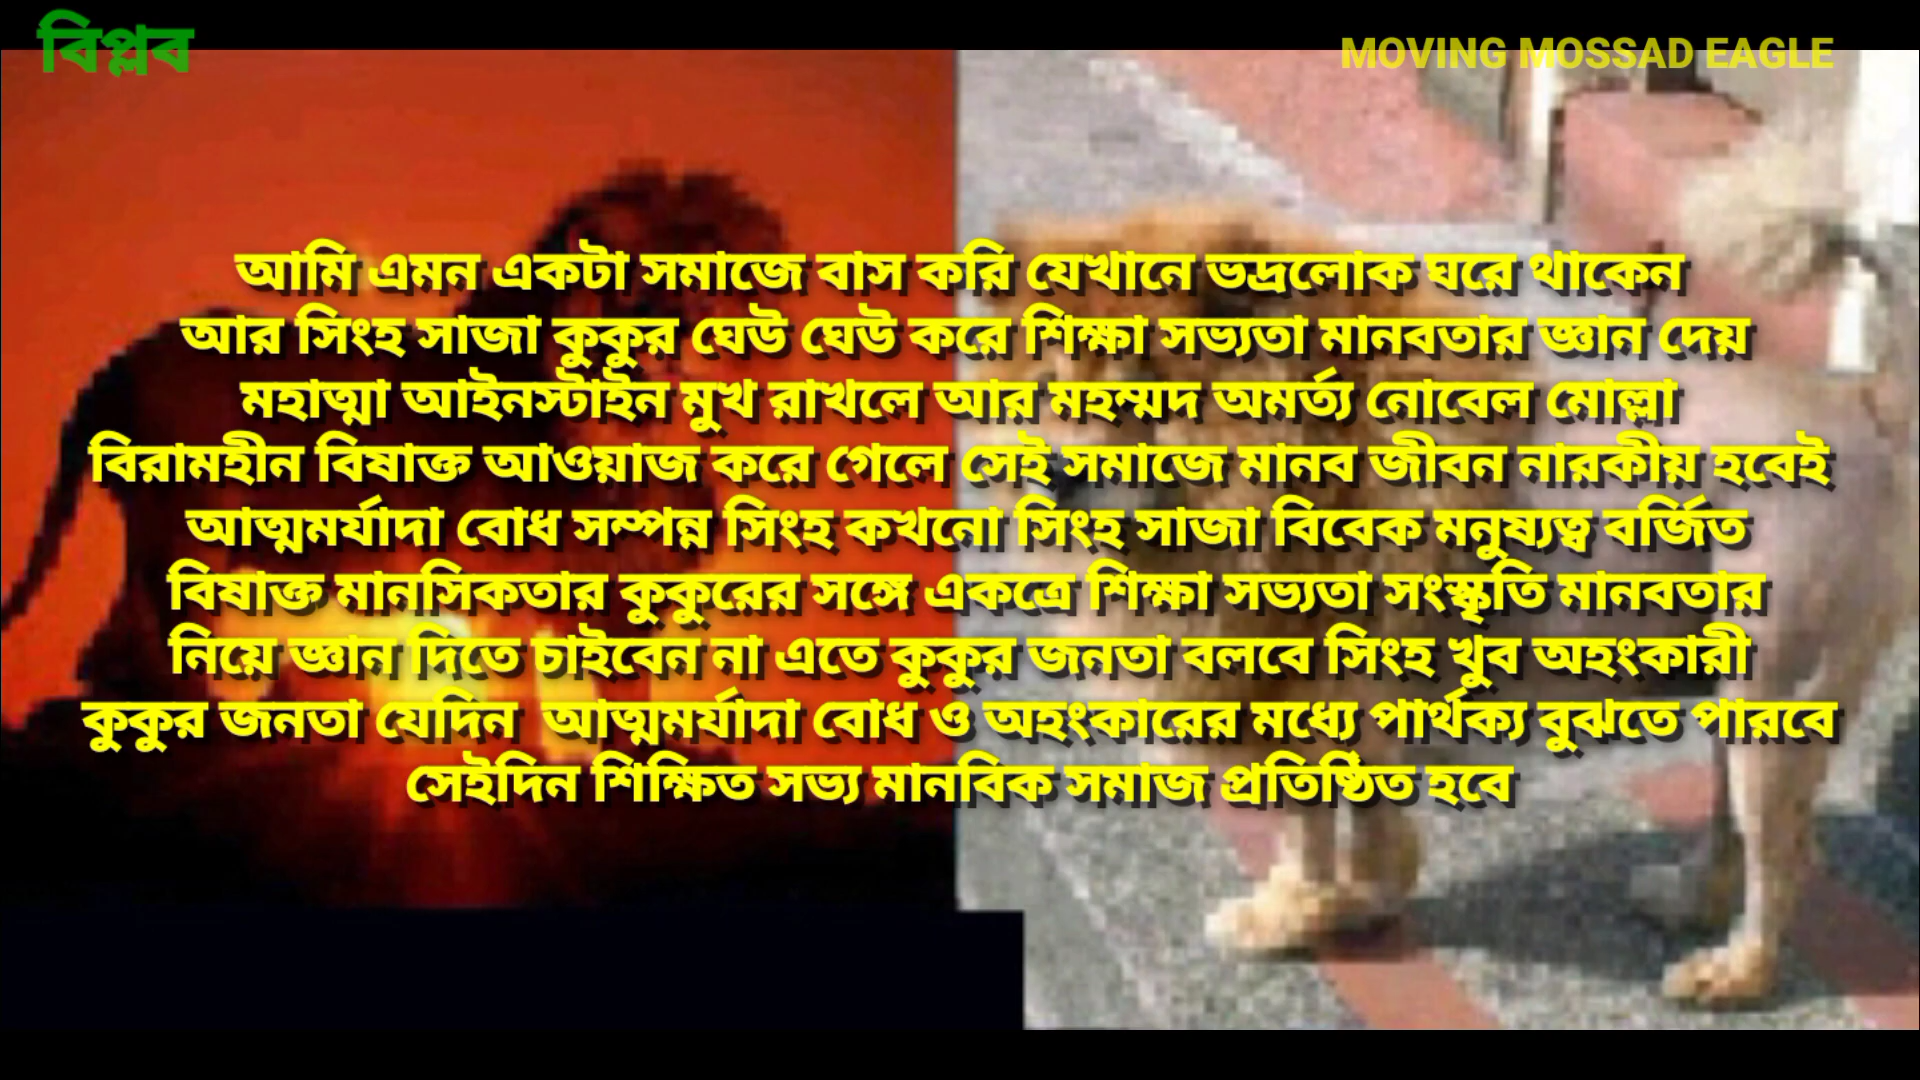 বিপ্লব
MOVING MOSSAD EAGLE
আমি এমন একটা সমাজে বাস করি যেখানে ভদ্রলোক ঘরে থাকেন
আর সিংহ সাজা কুকুর ঘেউ ঘেউ করে শিক্ষা সভ্যতা মানবতার জ্ঞান দেয়
মহাত্মা আইনস্টাইন মুখ রাখলে আর মহম্মদ অমর্ত্য নোবেল মোল্লা
বিরামহীন বিষাক্ত আওয়াজ করে গেলে সেই সমাজে মানব জীবন নারকীয় হবেই
আত্মমর্যাদা বোধ সম্পন্ন সিংহ কখনো সিংহ সাজা বিবেক মনুষ্যত্ব বর্জিত
বিষাক্ত মানসিকতার কুকুরের সঙ্গে একত্রে শিক্ষা সভ্যতা সংস্কৃতি মানবতার
নিয়ে জ্ঞান দিতে চাইবেন না এতে কুকুর জনতা বলবে সিংহ খুব অহংকারী
কুকুর জনতা যেদিন আত্মমর্যাদা বোধ ও অহংকারের মধ্যে পার্থক্য বুঝতে পারবে
সেইদিন শিক্ষিত সভ্য মানবিক সমাজ প্রতিষ্ঠিত হবে